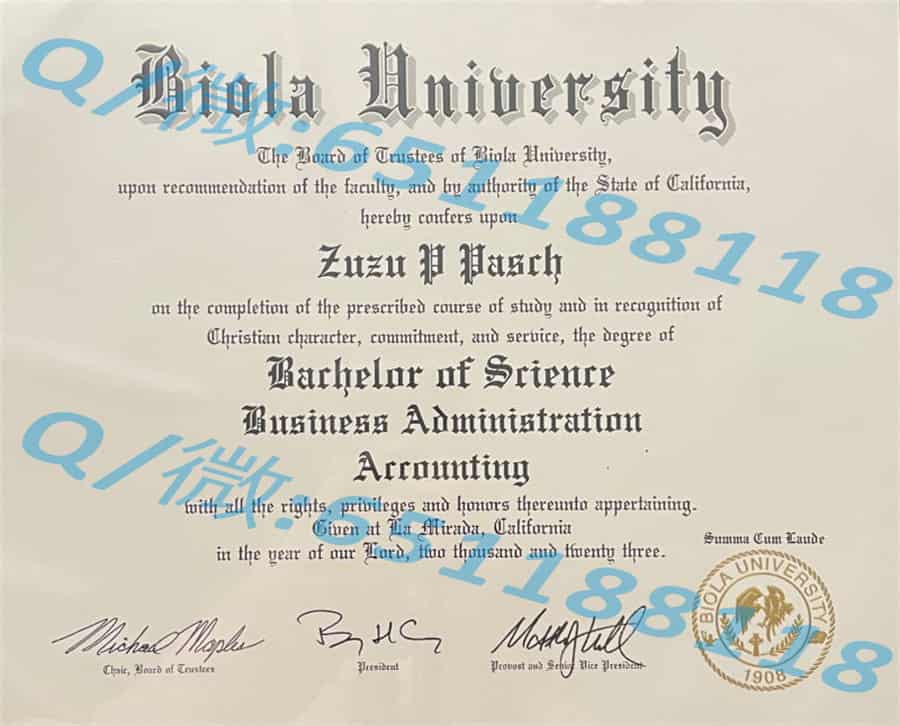 Biola University
The Board of Trustees of Biola University,
upon recommendation of the faculty, and by authority of the State of California,
hereby confers upon
Zuzu P Pasch
on the completion of the prescribed course of study and in recognition of
Christian character, commitment, and service, the degree of
Bachelor of Science
Business Administration
Accounting
with all the rights, privileges and honors thereunto appertaining.
Given at La Mirada, California
in the year of our Lord, two thousand and twenty three.
Summa Cum Laude
BIOLA UNIVERSITY
1908
Michael Maples
Chair, Board of Trustees
President
Provost and Senior Vice President
Q/微:651188118
Q/微:651188118